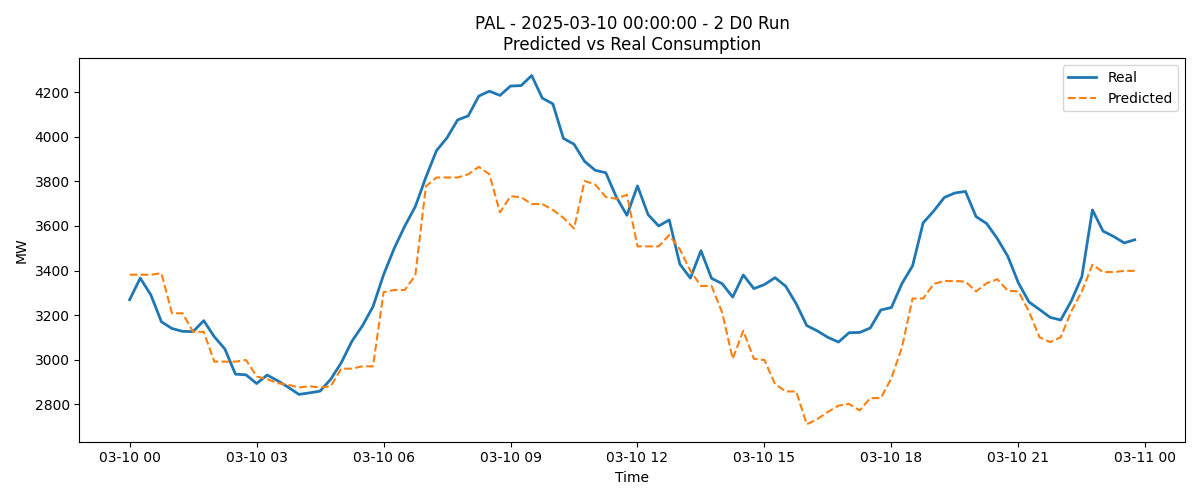 PAL - 2025-03-10 00:00:00 - 2 D0 Run
Predicted vs Real Consumption
Real
Predicted
MW
4200
4000
3800
3600
3400
3200
3000
2800
03-10 00
03-10 03
03-10 06
03-10 09
03-10 12
03-10 15
03-10 18
03-10 21
03-11 00
Time